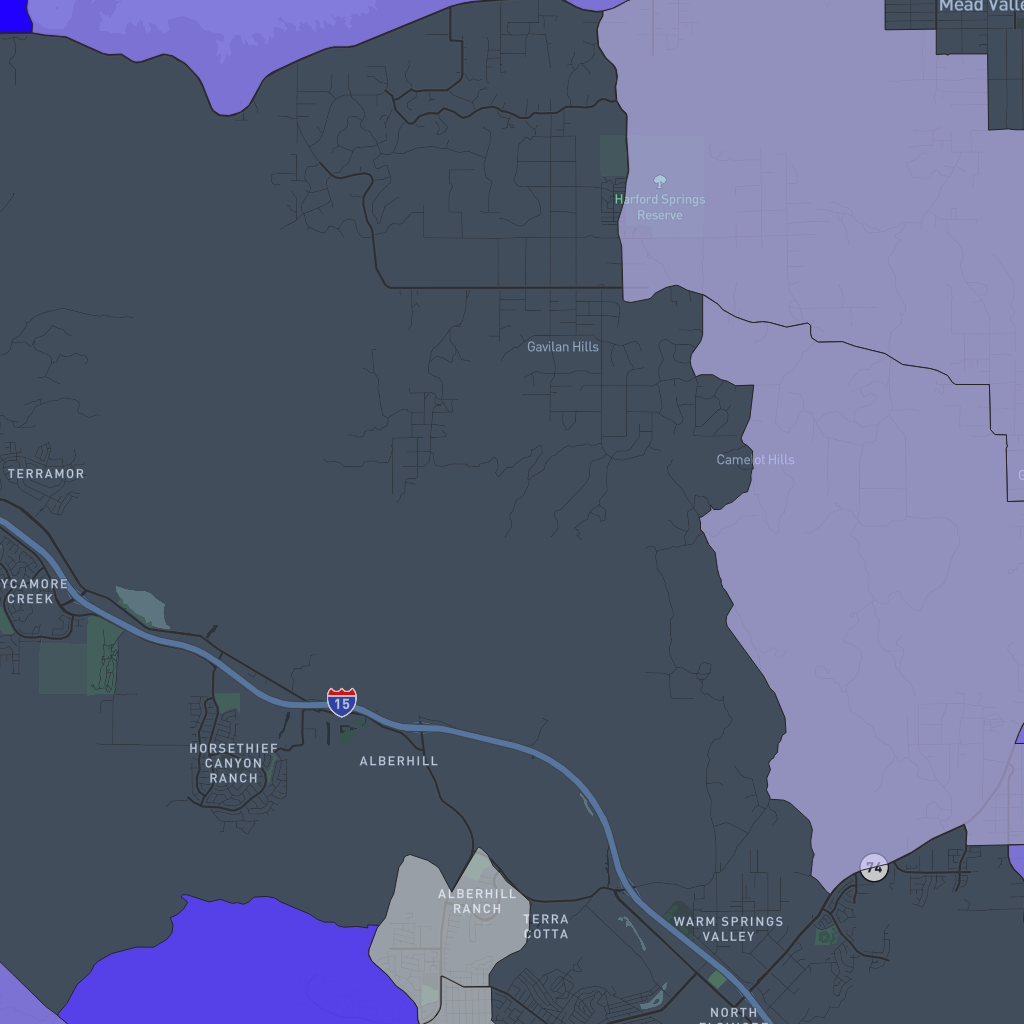 Mead Valle
Harford Springs
Reserve
Gavilan Hills
Camelot Hills
G
TERRAMOR
YCAMORE
CREEK
15
HORSETHIEF
CANYON
RANCH
ALBERHILL
74
ALBERHILL
RANCH
TERRA
COTTA
WARM SPRINGS
VALLEY
NORTH